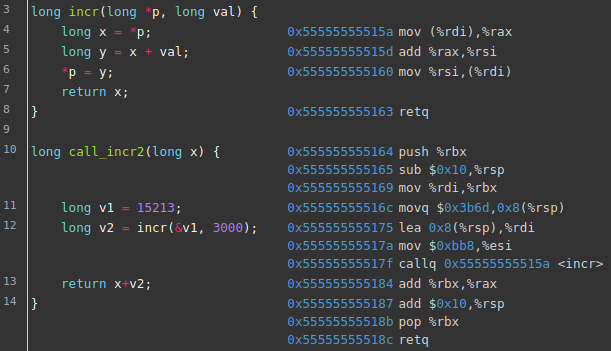 3 long incr(long *p, long val) {
4 long x = *p; 0x55555555515a mov (%rdi),%rax
5 long y = x + val; 0x55555555515d add %rax,%rsi
6 *p = y; 0x555555555160 mov %rsi,(%rdi)
7 return x;
8 } 0x555555555163 retq
9
10 long call_incr2(long x) { 0x555555555164 push %rbx
0x555555555165 sub $0x10,%rsp
0x555555555169 mov %rdi,%rbx
11 long v1 = 15213; 0x55555555516c movq $0x3b6d,0x8(%rsp)
12 long v2 = incr(&v1, 3000); 0x555555555175 lea 0x8(%rsp),%rdi
0x55555555517a mov $0xbb8,%esi
0x55555555517f callq 0x55555555515a <incr>
13 return x+v2; 0x555555555184 add %rbx,%rax
14 } 0x555555555187 add $0x10,%rsp
0x55555555518b pop %rbx
0x55555555518c retq